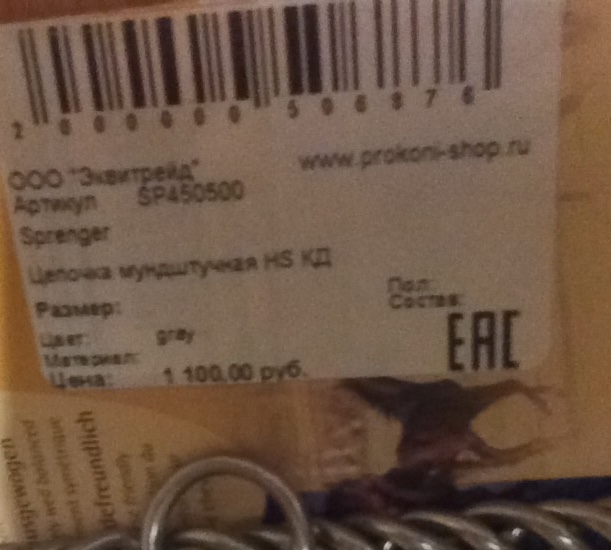 2 000000 506876
www.prokoni-shop.ru
ООО "Эквитрейд"
Артикул SP450500
Sprenger
Цепочка мундштучная HS КД
Пол:
Состав:
Размер:
Цвет: gray
Материал:
Цена: 1 100,00 руб.
EAC
freundlich